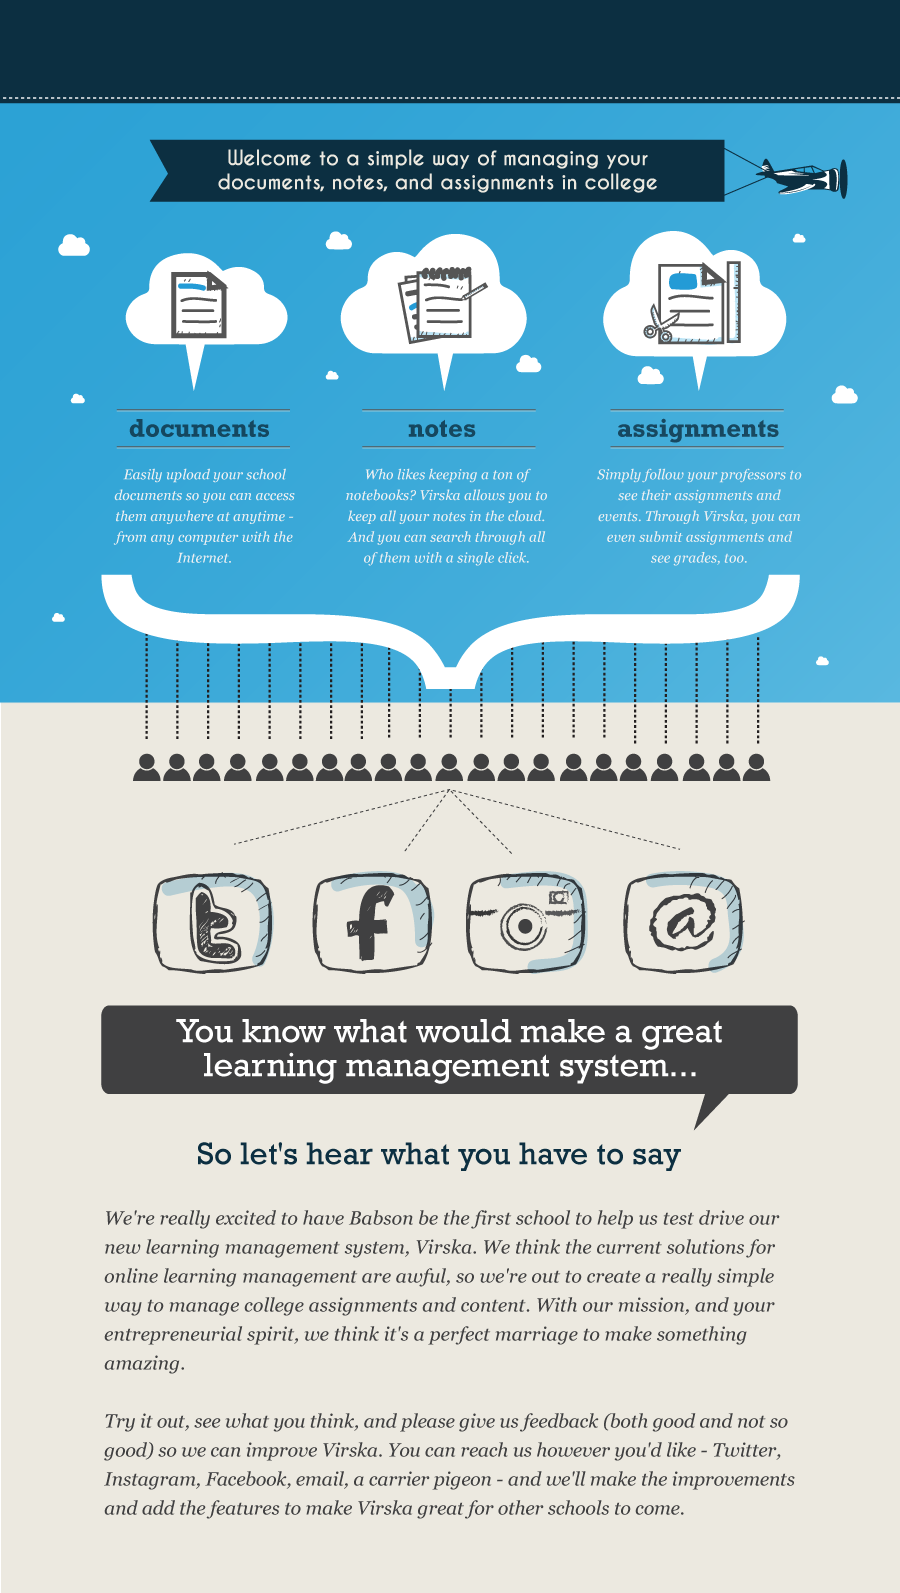 Welcome to a simple way of managing your
documents, notes, and assignments in college
documents
Easily upload your school
documents so you can access
them anywhere at anytime -
from any computer with the
Internet.
notes
Who likes keeping a ton of
notebooks? Virska allows you to
keep all your notes in the cloud.
And you can search through all
of them with a single click.
assignments
Simply follow your professors to
see their assignments and
events. Through Virska, you can
even submit assignments and
see grades, too.
t
f
@
You know what would make a great
learning management system...
So let's hear what you have to say
We're really excited to have Babson be the first school to help us test drive our
new learning management system, Virska. We think the current solutions for
online learning management are awful, so we're out to create a really simple
way to manage college assignments and content. With our mission, and your
entrepreneurial spirit, we think it's a perfect marriage to make something
amazing.
Try it out, see what you think, and please give us feedback (both good and not so
good) so we can improve Virska. You can reach us however you'd like - Twitter,
Instagram, Facebook, email, a carrier pigeon - and we'll make the improvements
and add the features to make Virska great for other schools to come.